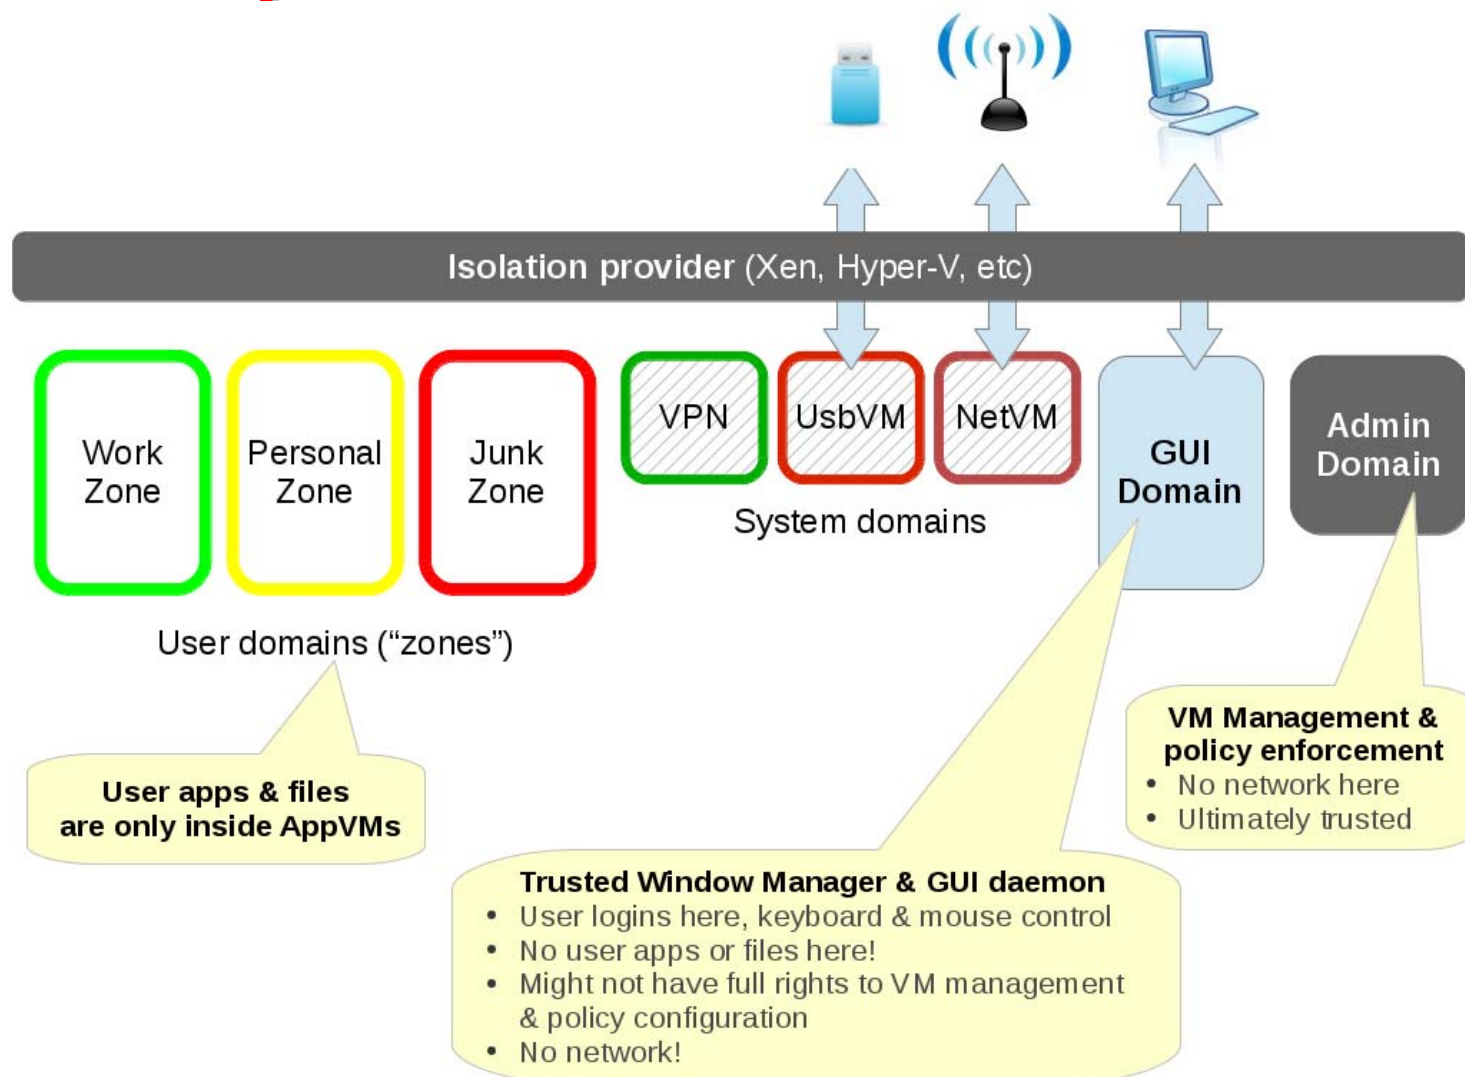 Isolation provider (Xen, Hyper-V, etc)
Work
Zone
Personal
Zone
Junk
Zone
VPN
UsbVM
NetVM
System domains
GUI
Domain
Admin
Domain
User domains (“zones”)
User apps & files
are only inside AppVMs
VM Management &
policy enforcement
• No network here
• Ultimately trusted
Trusted Window Manager & GUI daemon
• User logins here, keyboard & mouse control
• No user apps or files here!
• Might not have full rights to VM management
& policy configuration
• No network!